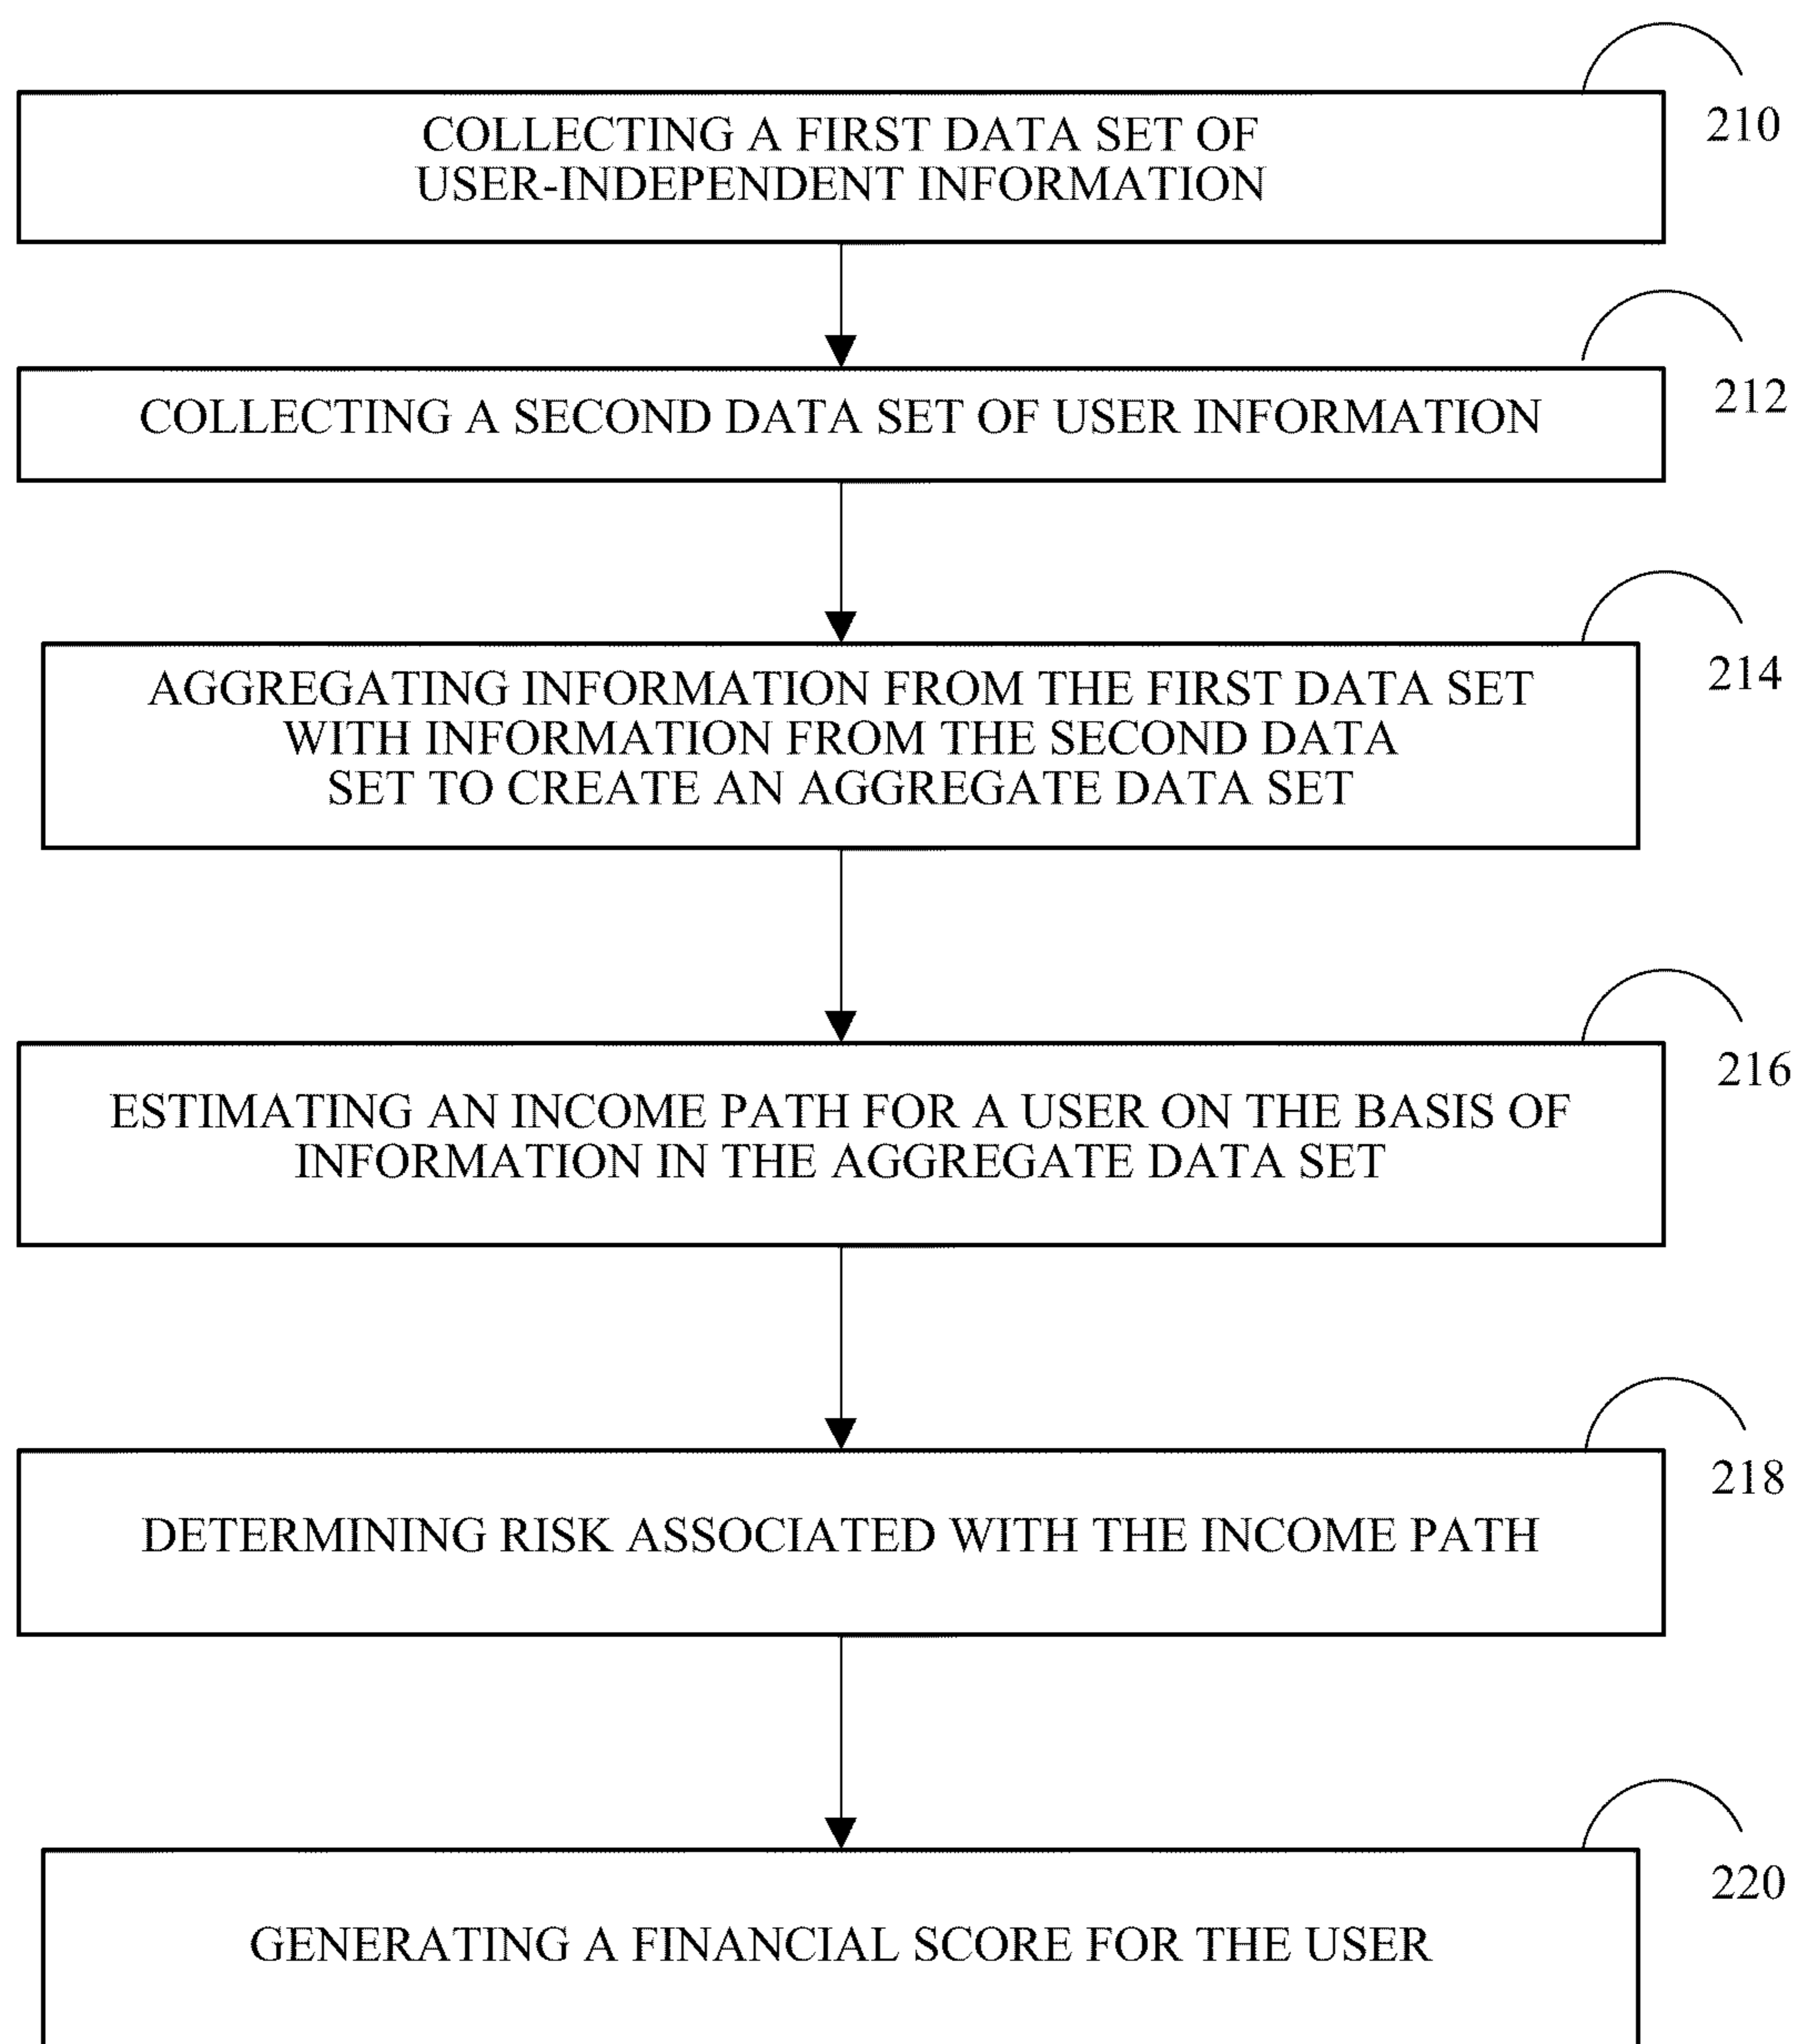 210
COLLECTING A FIRST DATA SET OF
USER-INDEPENDENT INFORMATION
212
COLLECTING A SECOND DATA SET OF USER INFORMATION
214
AGGREGATING INFORMATION FROM THE FIRST DATA SET
WITH INFORMATION FROM THE SECOND DATA
SET TO CREATE AN AGGREGATE DATA SET
216
ESTIMATING AN INCOME PATH FOR A USER ON THE BASIS OF
INFORMATION IN THE AGGREGATE DATA SET
218
DETERMINING RISK ASSOCIATED WITH THE INCOME PATH
220
GENERATING A FINANCIAL SCORE FOR THE USER